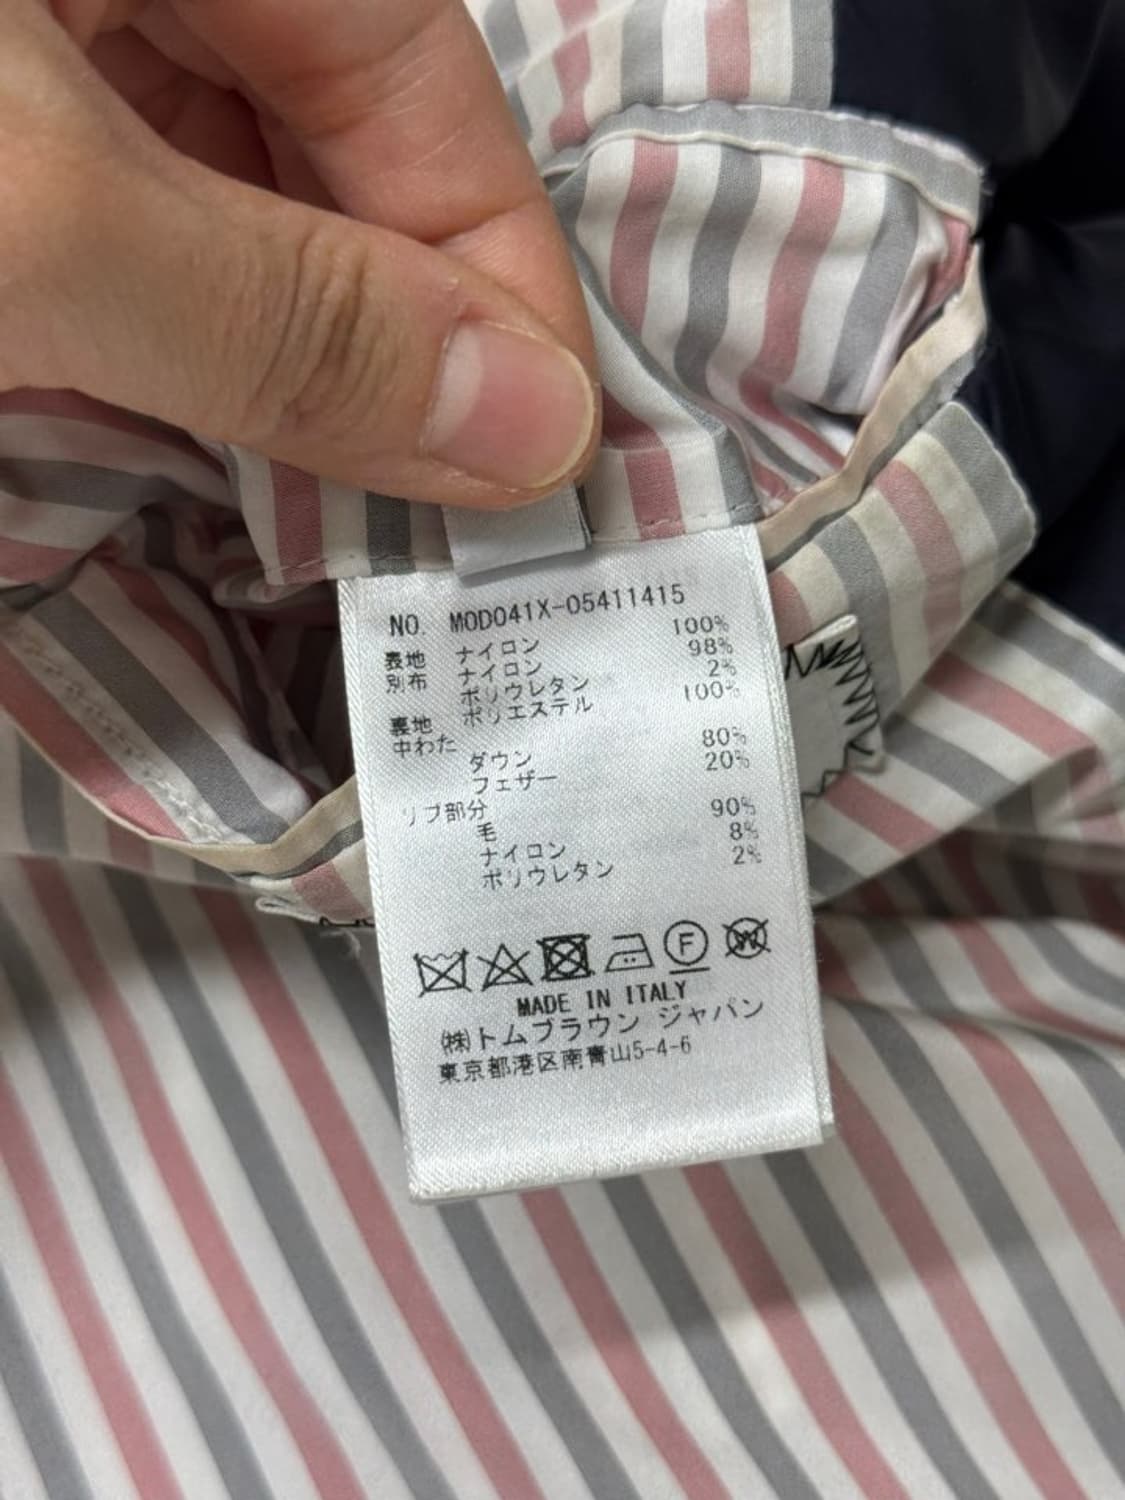 NO. MOD041X-05411415
表地 ナイロン 100%
別布 ナイロン 98%
ポリウレタン 2%
裏地 ポリエステル 100%
中わた
ダウン 80%
フェザー 20%
リブ部分
毛 90%
ナイロン 8%
ポリウレタン 2%
F W
MADE IN ITALY
㈱トムブラウン ジャパン
東京都港区南青山5-4-6